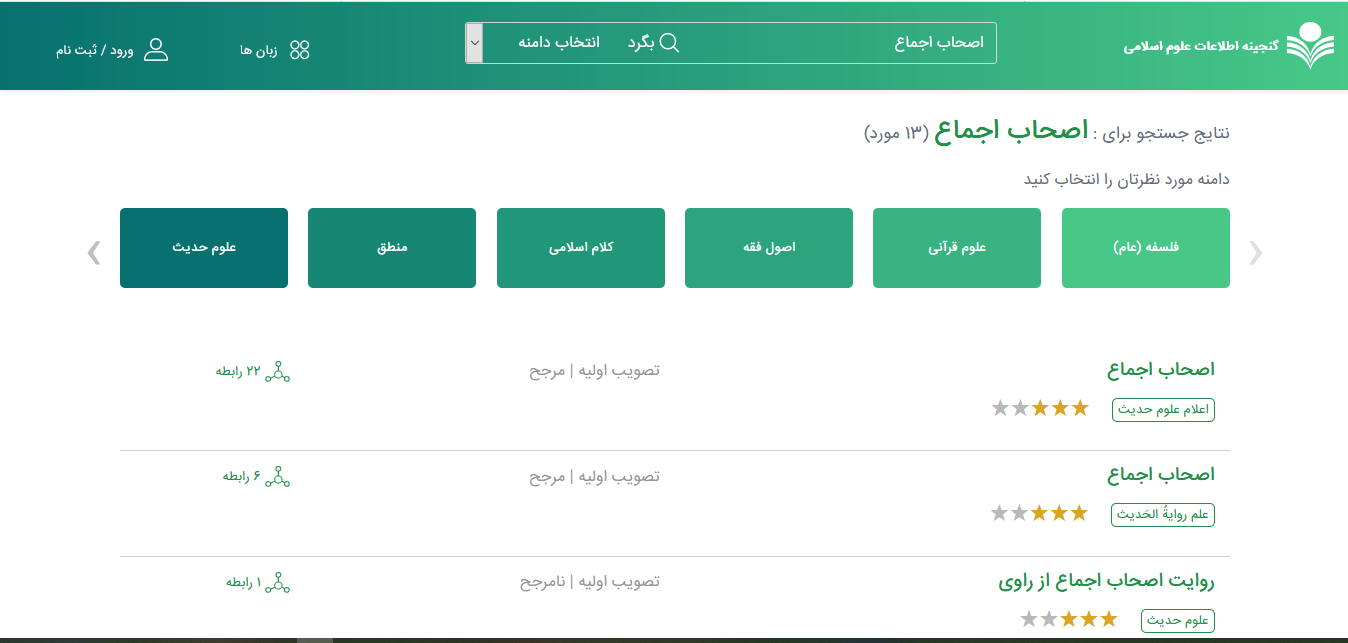 گنجینه اطلاعات علوم اسلامی
اصحاب اجماع
بگرد
انتخاب دامنه
زبان ها
ورود / ثبت نام
نتایج جستجو برای : اصحاب اجماع (۱۳ مورد)
دامنه مورد نظرتان را انتخاب کنید
فلسفه (عام)
علوم قرآنی
اصول فقه
کلام اسلامی
منطق
علوم حدیث
اصحاب اجماع
تصویب اولیه | مرجح
۲۲ رابطه
اعلام علوم حدیث
اصحاب اجماع
تصویب اولیه | مرجح
۶ رابطه
علم روایةُ الحَدیث
روایت اصحاب اجماع از راوی
تصویب اولیه | نامرجح
۱ رابطه
علوم حدیث